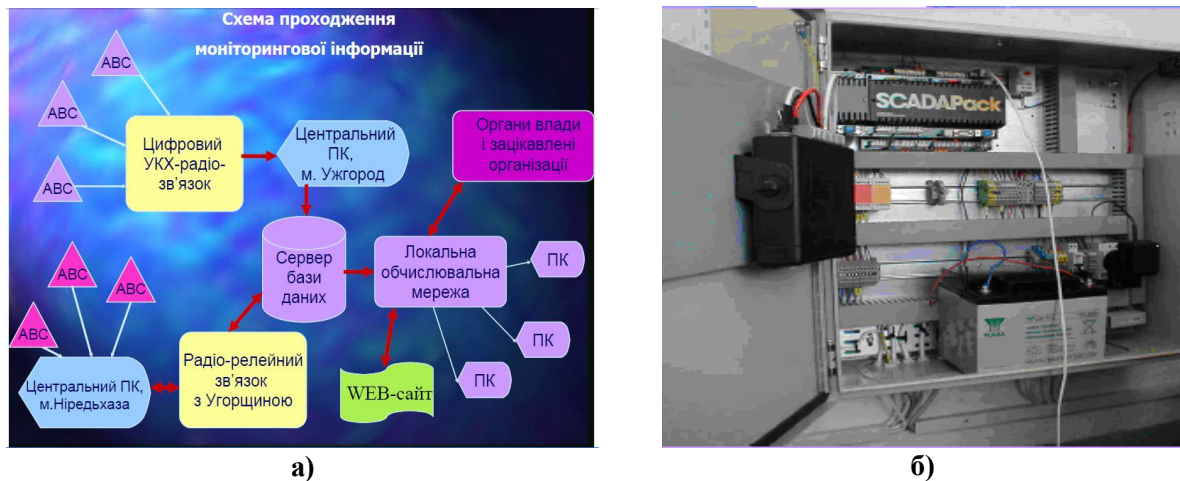 Схема проходження
моніторингової інформації
АВС
АВС
АВС
Цифровий
УКХ-радіо-
зв’язок
Центральний
ПК,
м. Ужгород
Органи влади
і зацікавлені
організації
Сервер
бази
даних
Локальна
обчислювальна
мережа
ПК
ПК
ПК
АВС
АВС
АВС
Центральний ПК,
м.Ніредьхаза
Радіо-релейний
зв’язок
з Угорщиною
WEB-сайт
а)
SCADAPack
б)